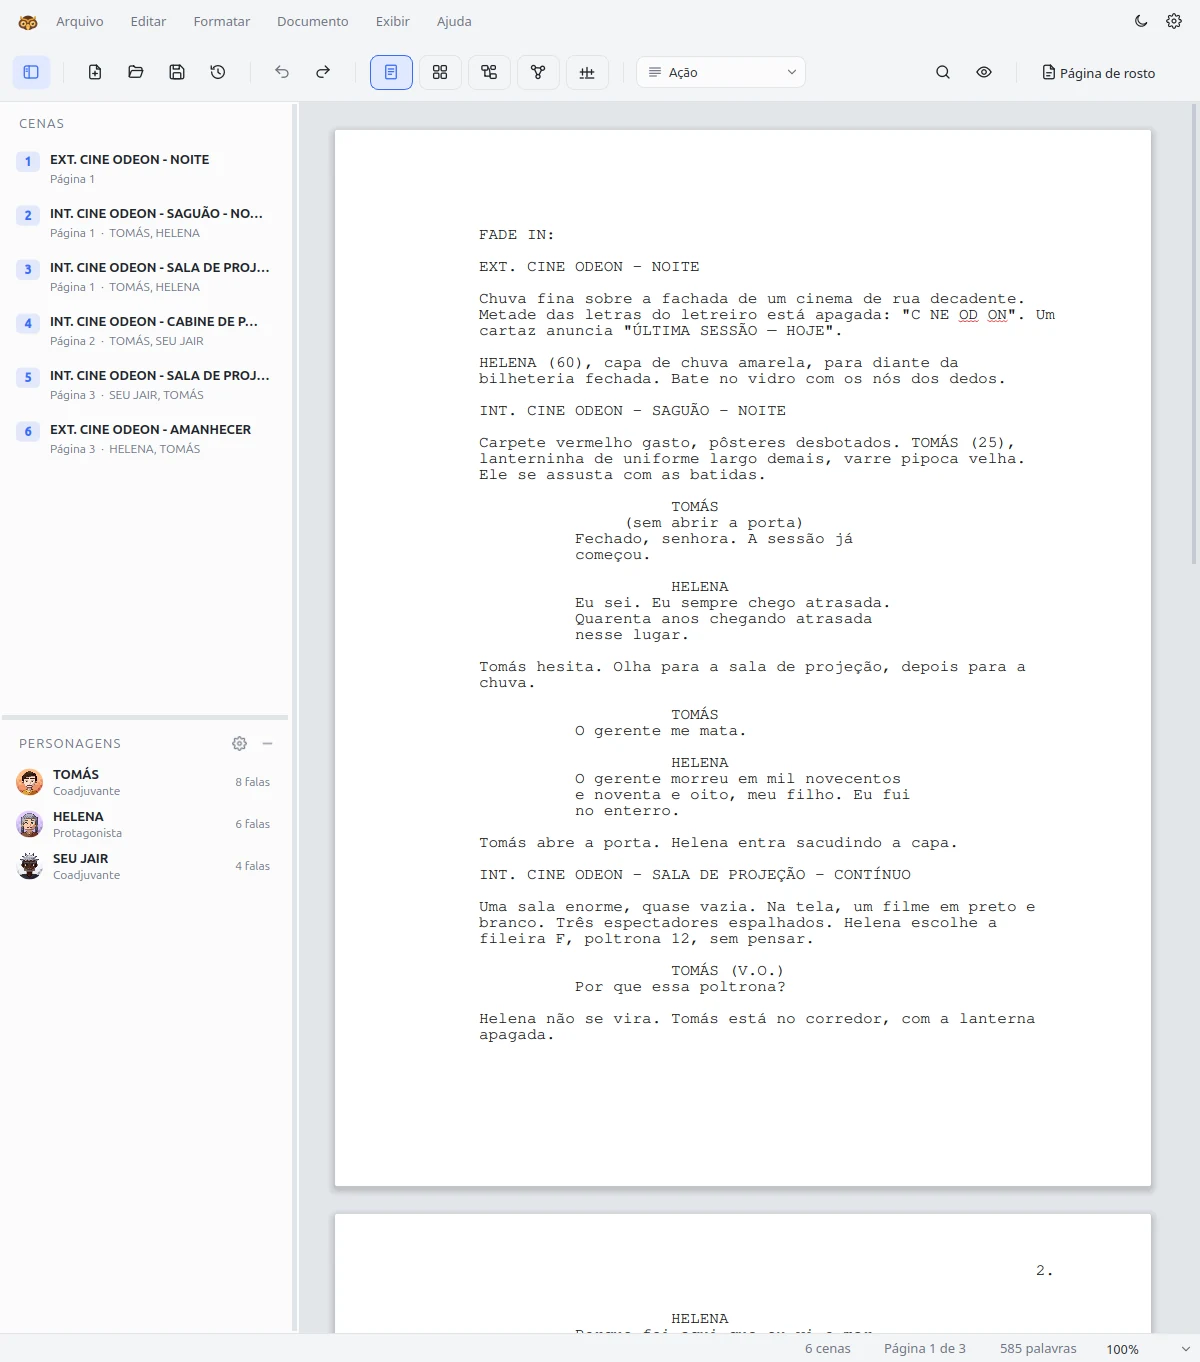 Arquivo Editar Formatar Documento Exibir Ajuda
Ação
Página de rosto
CENAS
1 EXT. CINE ODEON - NOITE
Página 1
2 INT. CINE ODEON - SAGUÃO - NO...
Página 1 · TOMÁS, HELENA
3 INT. CINE ODEON - SALA DE PROJ...
Página 1 · TOMÁS, HELENA
4 INT. CINE ODEON - CABINE DE P...
Página 2 · TOMÁS, SEU JAIR
5 INT. CINE ODEON - SALA DE PROJ...
Página 3 · SEU JAIR, TOMÁS
6 EXT. CINE ODEON - AMANHECER
Página 3 · HELENA, TOMÁS
PERSONAGENS
TOMÁS
Coadjuvante
8 falas
HELENA
Protagonista
6 falas
SEU JAIR
Coadjuvante
4 falas
FADE IN:
EXT. CINE ODEON - NOITE
Chuva fina sobre a fachada de um cinema de rua decadente.
Metade das letras do letreiro está apagada: "C NE OD ON". Um
cartaz anuncia "ÚLTIMA SESSÃO — HOJE".
HELENA (60), capa de chuva amarela, para diante da
bilheteria fechada. Bate no vidro com os nós dos dedos.
INT. CINE ODEON - SAGUÃO - NOITE
Carpete vermelho gasto, pôsteres desbotados. TOMÁS (25),
lanterninha de uniforme largo demais, varre pipoca velha.
Ele se assusta com as batidas.
TOMÁS
(sem abrir a porta)
Fechado, senhora. A sessão já
começou.
HELENA
Eu sei. Eu sempre chego atrasada.
Quarenta anos chegando atrasada
nesse lugar.
Tomás hesita. Olha para a sala de projeção, depois para a
chuva.
TOMÁS
O gerente me mata.
HELENA
O gerente morreu em mil novecentos
e noventa e oito, meu filho. Eu fui
no enterro.
Tomás abre a porta. Helena entra sacudindo a capa.
INT. CINE ODEON - SALA DE PROJEÇÃO - CONTÍNUO
Uma sala enorme, quase vazia. Na tela, um filme em preto e
branco. Três espectadores espalhados. Helena escolhe a
fileira F, poltrona 12, sem pensar.
TOMÁS (V.O.)
Por que essa poltrona?
Helena não se vira. Tomás está no corredor, com a lanterna
apagada.
2.
HELENA
6 cenas Página 1 de 3 585 palavras 100%